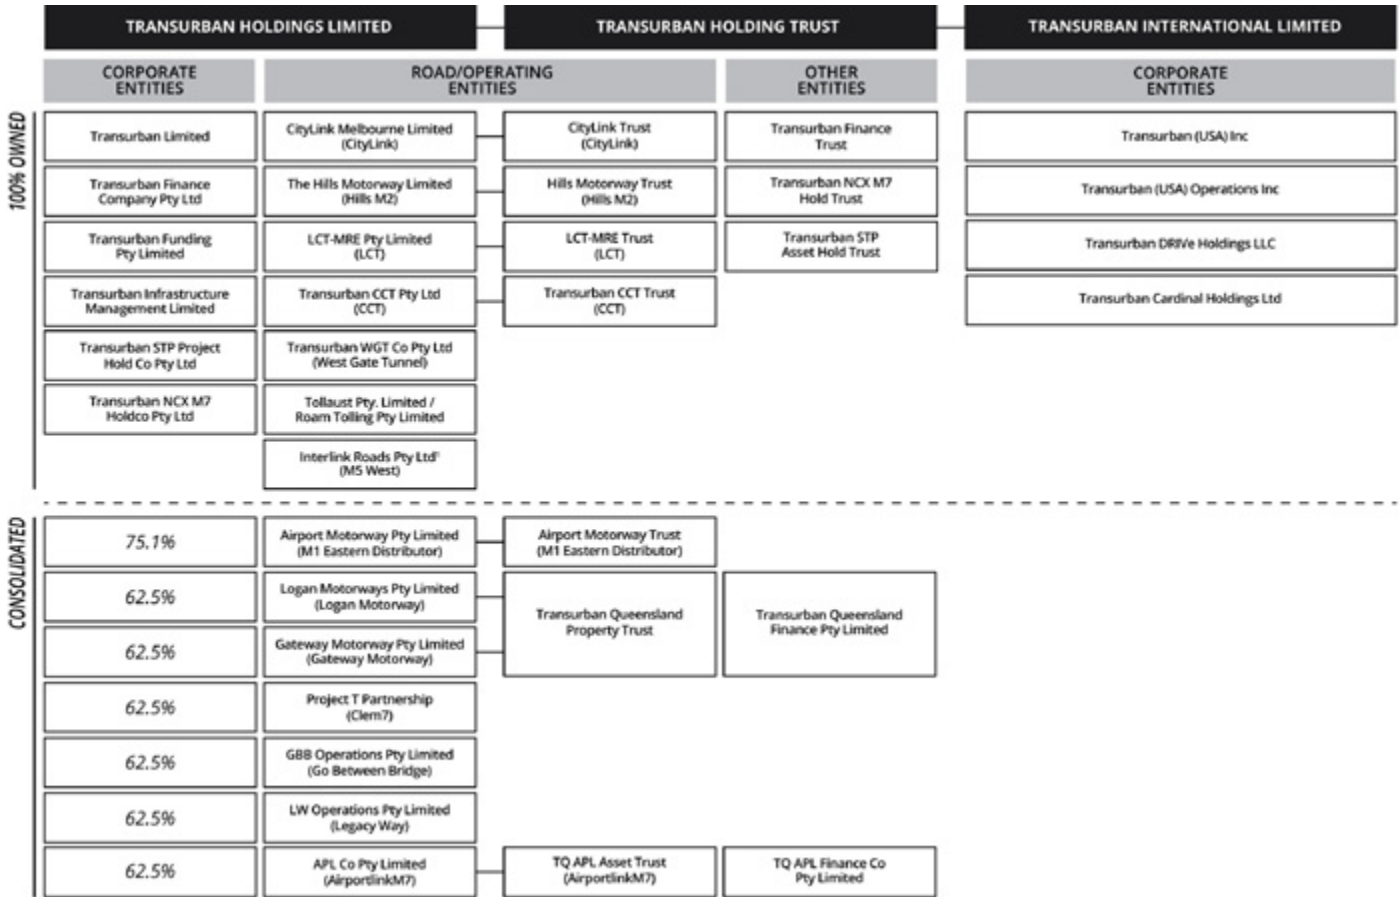 TRANSURBAN HOLDINGS LIMITED
TRANSURBAN HOLDING TRUST
TRANSURBAN INTERNATIONAL LIMITED
CORPORATE
ENTITIES
ROAD/OPERATING
ENTITIES
OTHER
ENTITIES
CORPORATE
ENTITIES
100% OWNED
Transurban Limited
CityLink Melbourne Limited
(CityLink)
CityLink Trust
(CityLink)
Transurban Finance
Trust
Transurban (USA) Inc
Transurban Finance
Company Pty Ltd
The Hills Motorway Limited
(Hills M2)
Hills Motorway Trust
(Hills M2)
Transurban NCX M7
Hold Trust
Transurban (USA) Operations Inc
Transurban Funding
Pty Limited
LCT-MRE Pty Limited
(LCT)
LCT-MRE Trust
(LCT)
Transurban STP
Asset Hold Trust
Transurban DRIVe Holdings LLC
Transurban Infrastructure
Management Limited
Transurban CCT Pty Ltd
(CCT)
Transurban CCT Trust
(CCT)
Transurban Cardinal Holdings Ltd
Transurban STP Project
Hold Co Pty Ltd
Transurban WGT Co Pty Ltd
(West Gate Tunnel)
Transurban NCX M7
Holdco Pty Ltd
Tollaust Pty. Limited /
Roam Tolling Pty Limited
Interlink Roads Pty Ltd¹
(M5 West)
CONSOLIDATED
75.1%
Airport Motorway Pty Limited
(M1 Eastern Distributor)
Airport Motorway Trust
(M1 Eastern Distributor)
62.5%
Logan Motorways Pty Limited
(Logan Motorway)
Transurban Queensland
Property Trust
Transurban Queensland
Finance Pty Limited
62.5%
Gateway Motorway Pty Limited
(Gateway Motorway)
62.5%
Project T Partnership
(Clem7)
62.5%
GBB Operations Pty Limited
(Go Between Bridge)
62.5%
LW Operations Pty Limited
(Legacy Way)
62.5%
APL Co Pty Limited
(AirportlinkM7)
TQ APL Asset Trust
(AirportlinkM7)
TQ APL Finance Co
Pty Limited